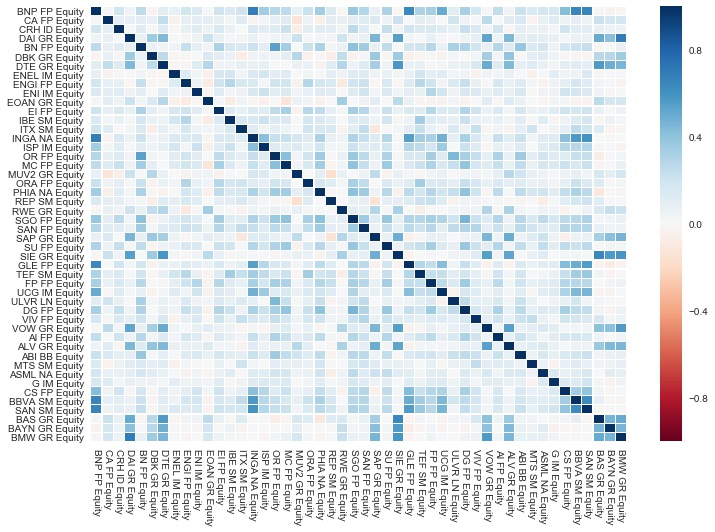 BNP FP Equity
CA FP Equity
CRH ID Equity
DAI GR Equity
BN FP Equity
DBK GR Equity
DTE GR Equity
ENEL IM Equity
ENGI FP Equity
ENI IM Equity
EOAN GR Equity
EI FP Equity
IBE SM Equity
ITX SM Equity
INGA NA Equity
ISP IM Equity
OR FP Equity
MC FP Equity
MUV2 GR Equity
ORA FP Equity
PHIA NA Equity
REP SM Equity
RWE GR Equity
SGO FP Equity
SAN FP Equity
SAP GR Equity
SU FP Equity
SIE GR Equity
GLE FP Equity
TEF SM Equity
FP FP Equity
UCG IM Equity
ULVR LN Equity
DG FP Equity
VIV FP Equity
VOW GR Equity
AI FP Equity
ALV GR Equity
ABI BB Equity
MTS SM Equity
ASML NA Equity
G IM Equity
CS FP Equity
BBVA SM Equity
SAN SM Equity
BAS GR Equity
BAYN GR Equity
BMW GR Equity
BNP FP Equity
CA FP Equity
CRH ID Equity
DAI GR Equity
BN FP Equity
DBK GR Equity
DTE GR Equity
ENEL IM Equity
ENGI FP Equity
ENI IM Equity
EOAN GR Equity
EI FP Equity
IBE SM Equity
ITX SM Equity
INGA NA Equity
ISP IM Equity
OR FP Equity
MC FP Equity
MUV2 GR Equity
ORA FP Equity
PHIA NA Equity
REP SM Equity
RWE GR Equity
SGO FP Equity
SAN FP Equity
SAP GR Equity
SU FP Equity
SIE GR Equity
GLE FP Equity
TEF SM Equity
FP FP Equity
UCG IM Equity
ULVR LN Equity
DG FP Equity
VIV FP Equity
VOW GR Equity
AI FP Equity
ALV GR Equity
ABI BB Equity
MTS SM Equity
ASML NA Equity
G IM Equity
CS FP Equity
BBVA SM Equity
SAN SM Equity
BAS GR Equity
BAYN GR Equity
BMW GR Equity
0.8
0.4
0.0
−0.4
−0.8